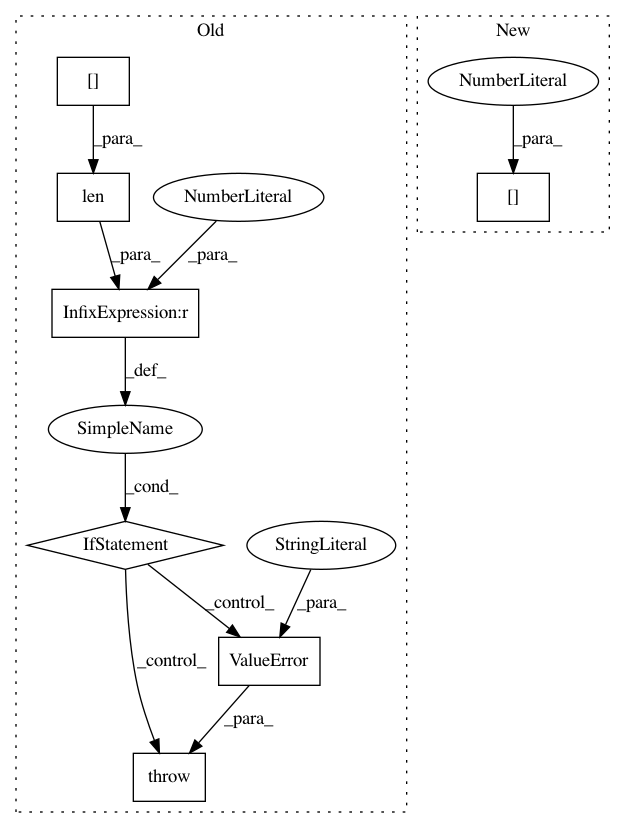 Old
New
[]
NumberLiteral
_para_
_para_
len
NumberLiteral
[]
_para_
_para_
InfixExpression:r
_def_
SimpleName
_cond_
IfStatement
StringLiteral
_control_
_para_
_control_
ValueError
_para_
throw